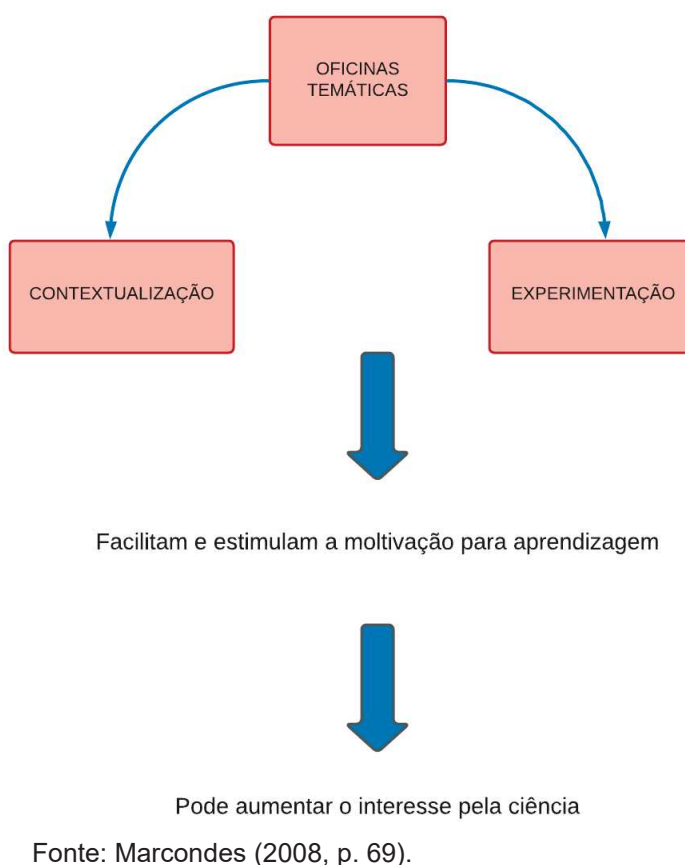 OFICINAS
TEMÁTICAS
CONTEXTUALIZAÇÃO
EXPERIMENTAÇÃO
Facilitam e estimulam a moltivação para aprendizagem
Pode aumentar o interesse pela ciência
Fonte: Marcondes (2008, p. 69).